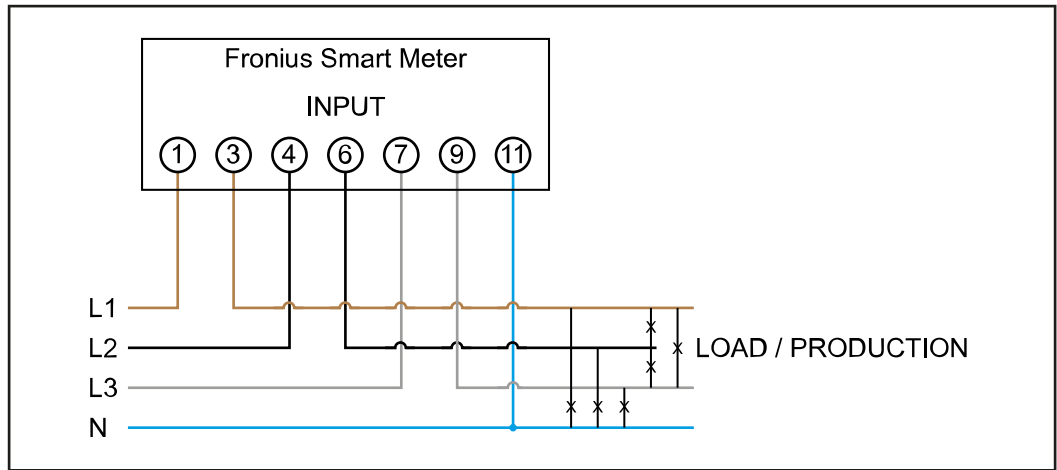 Fronius Smart Meter
INPUT
1 3 4 6 7 9 11
L1
L2 LOAD / PRODUCTION
L3
N